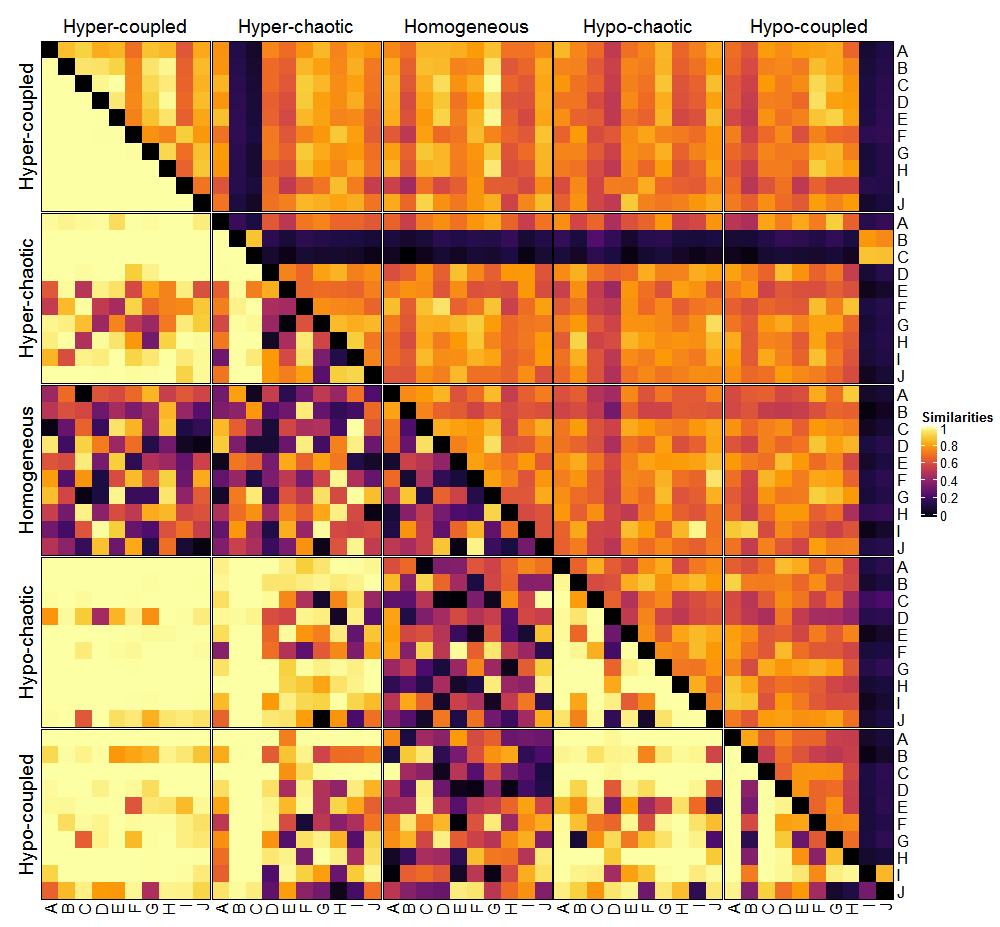 Hyper-coupled Hyper-chaotic Homogeneous Hypo-chaotic Hypo-coupled
Hyper-coupled
A
B
C
D
E
F
G
H
I
J
Hyper-chaotic
A
B
C
D
E
F
G
H
I
J
Homogeneous
A
B
C
D
E
F
G
H
I
J
Similarities
1
0.8
0.6
0.4
0.2
0
Hypo-chaotic
A
B
C
D
E
F
G
H
I
J
Hypo-coupled
A
B
C
D
E
F
G
H
I
J
A B C D E F G H I J A B C D E F G H I J A B C D E F G H I J A B C D E F G H I J A B C D E F G H I J